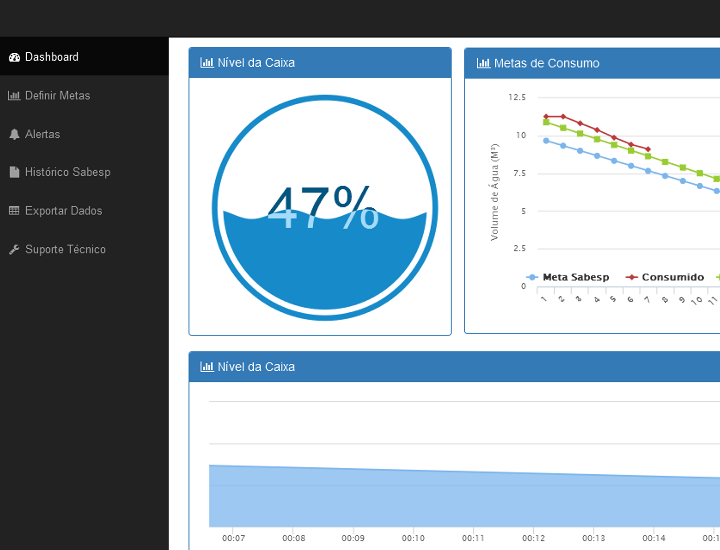 Dashboard
Definir Metas
Alertas
Histórico Sabesp
Exportar Dados
Suporte Técnico
Nível da Caixa
47%
Metas de Consumo
Volume de Água (M³)
12.5
10
7.5
5
2.5
0
Meta Sabesp Consumido
1 2 3 4 5 6 7 8 9 10 11
Nível da Caixa
00:07 00:08 00:09 00:10 00:11 00:12 00:13 00:14 00:1